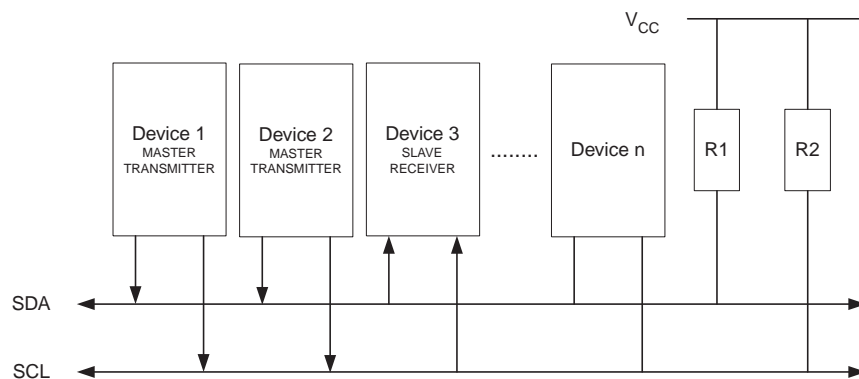 V_CC
Device 1
MASTER
TRANSMITTER
Device 2
MASTER
TRANSMITTER
Device 3
SLAVE
RECEIVER
........
Device n
R1
R2
SDA
SCL